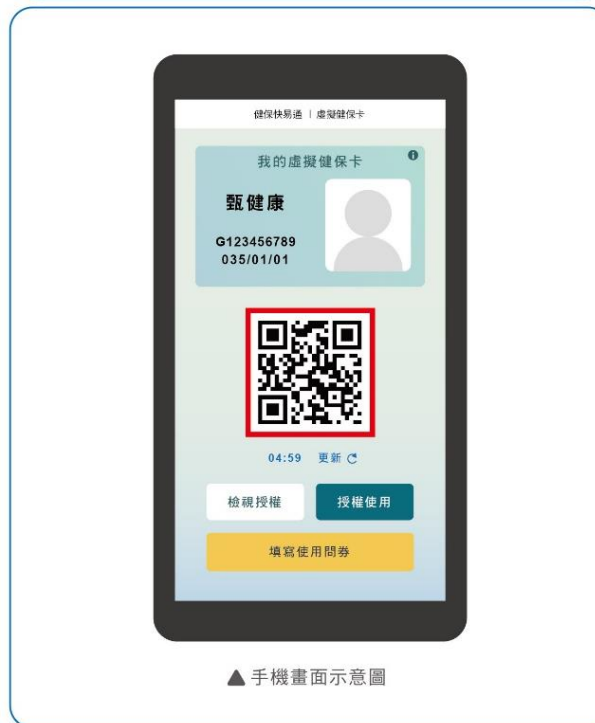 健保快易通 | 虛擬健保卡
我的虛擬健保卡
甄健康
G123456789
035/01/01
04:59 更新
檢視授權 授權使用
填寫使用問券
▲手機畫面示意圖